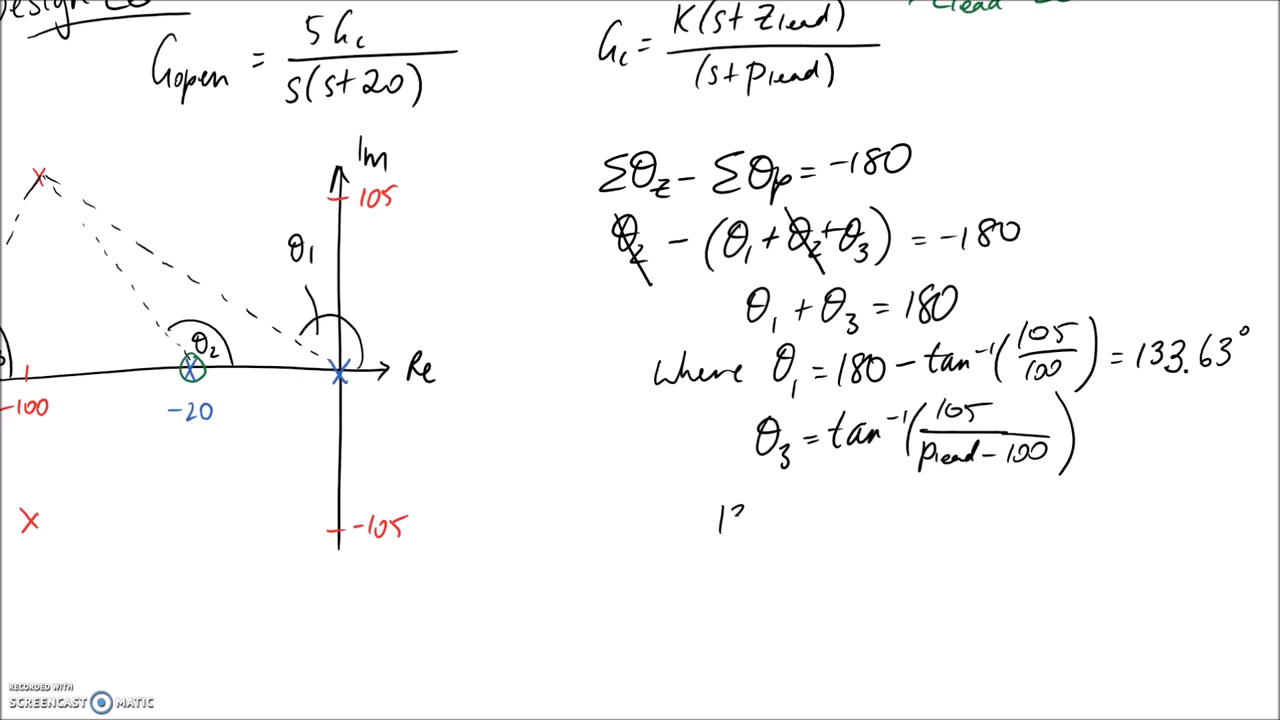 Gopen = 5Gc / s(s+20)
Gc = K(s+Zlead) / (s+Plead)
Im
105
θ1
θ2
Re
-100
-20
-105
Σθz - Σθp = -180
θ2 - (θ1 + θ2 + θ3) = -180
θ1 + θ3 = 180
where θ1 = 180 - tan⁻¹(105/100) = 133.63°
θ3 = tan⁻¹(105 / Plead - 100)
RECORDED WITH
SCREENCAST MATIC